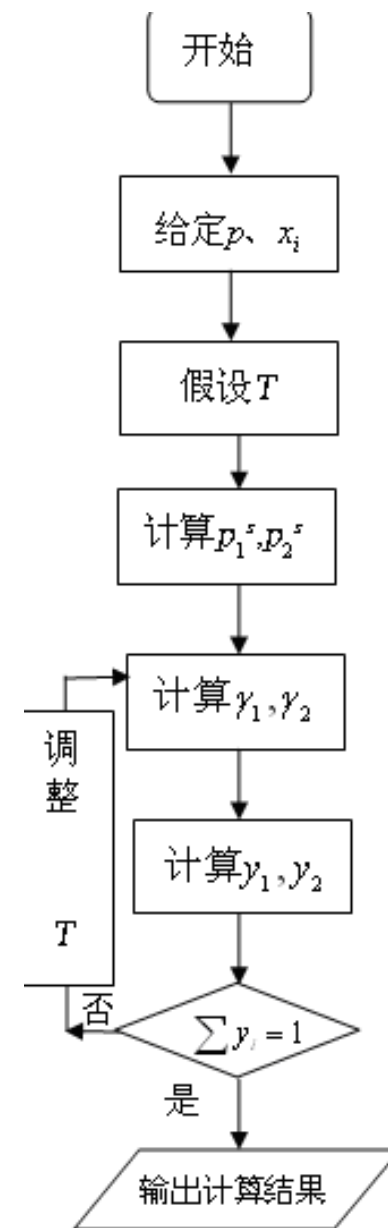 开始
给定p、x_i
假设T
计算p_1^s,p_2^s
计算γ_1,γ_2
调
整
T
计算y_1,y_2
否
∑y_i=1
是
输出计算结果